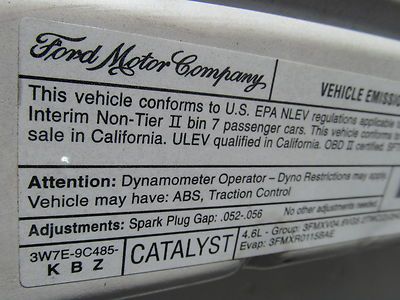 Ford Motor Company
VEHICLE EMISSIO
This vehicle conforms to U.S. EPA NLEV regulations applicable to
Interim Non-Tier II bin 7 passenger cars. This vehicle
sale in California. ULEV qualified in California. OBD II certified.
Attention: Dynamometer Operator - Dyno Restrictions may apply.
Vehicle may have: ABS, Traction Control
Adjustments: Spark Plug Gap: .052-.056 No other adjustments needed.
3W7E-9C485-
K B Z
CATALYST
4.6L - Group:
Evap: 3FMXR0115BAE